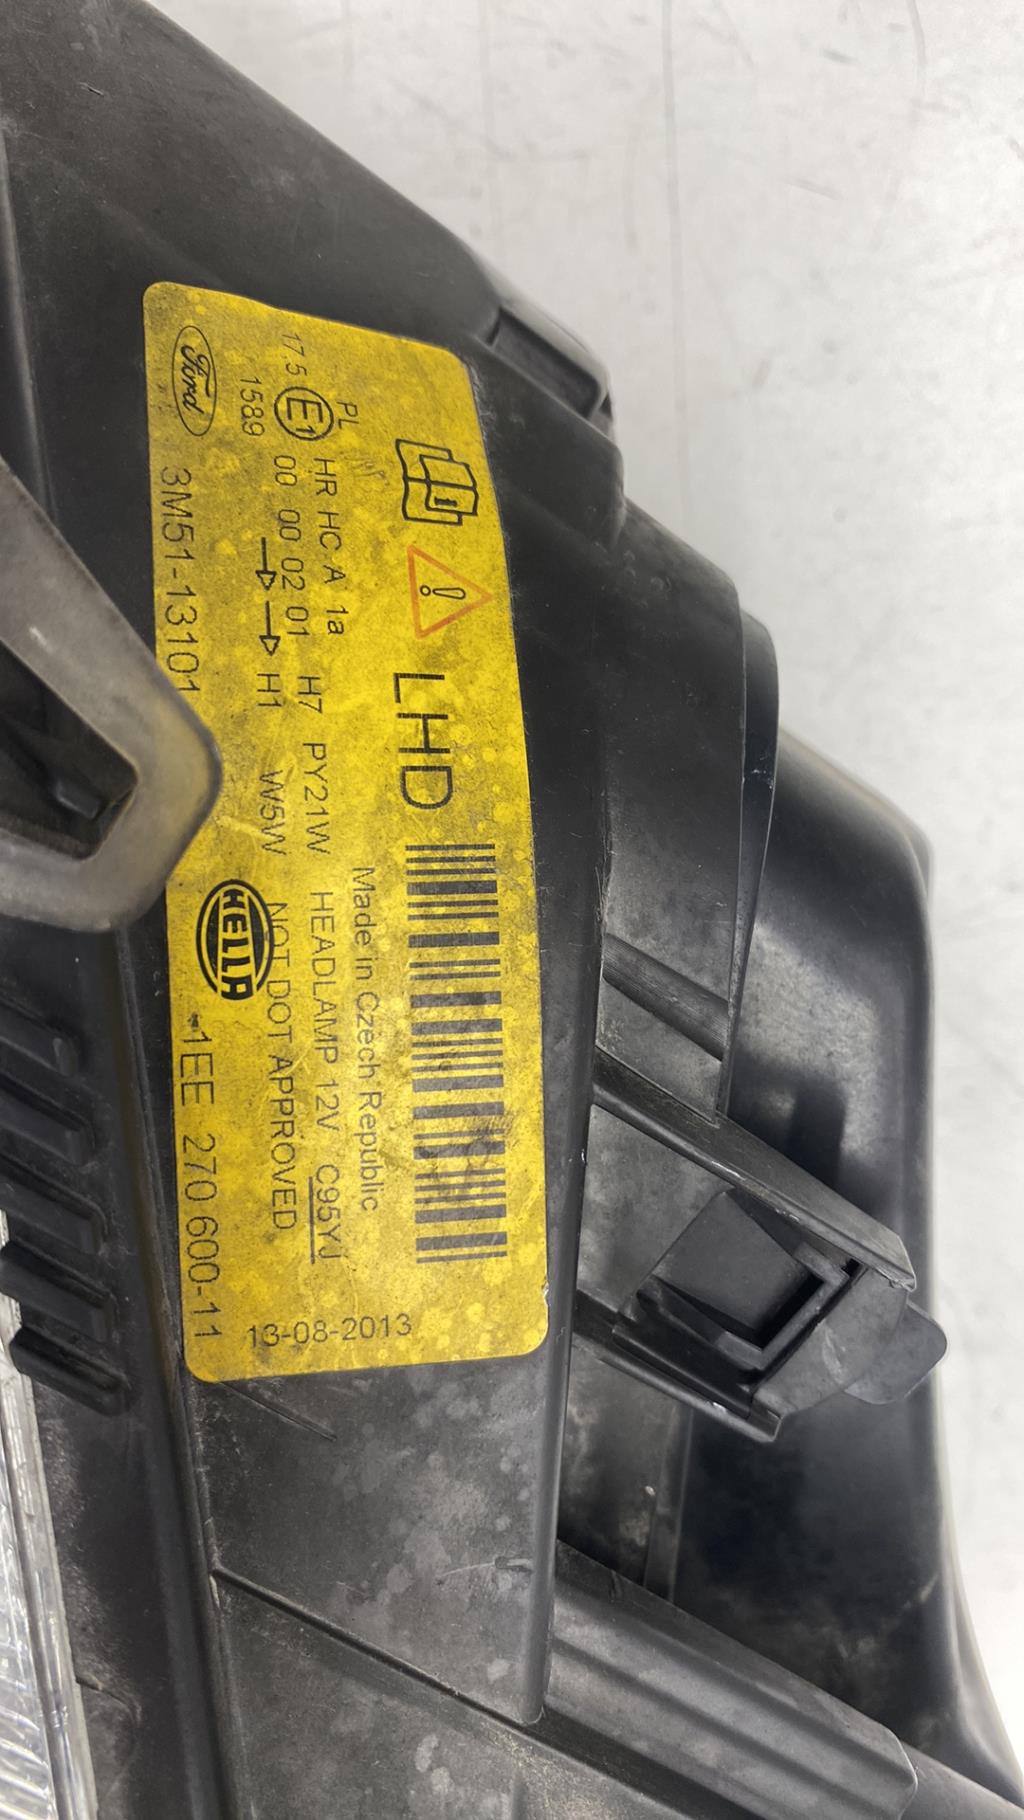 LHD
Made in Czech Republic
PL
17.5 E1 HR HC A 1a H7 PY21W HEADLAMP 12V C95YJ
1589 00 00 02 01 H1 W5W NOT DOT APPROVED
13-08-2013
Ford 3M51-13101 HELLA 1EE 270 600-11